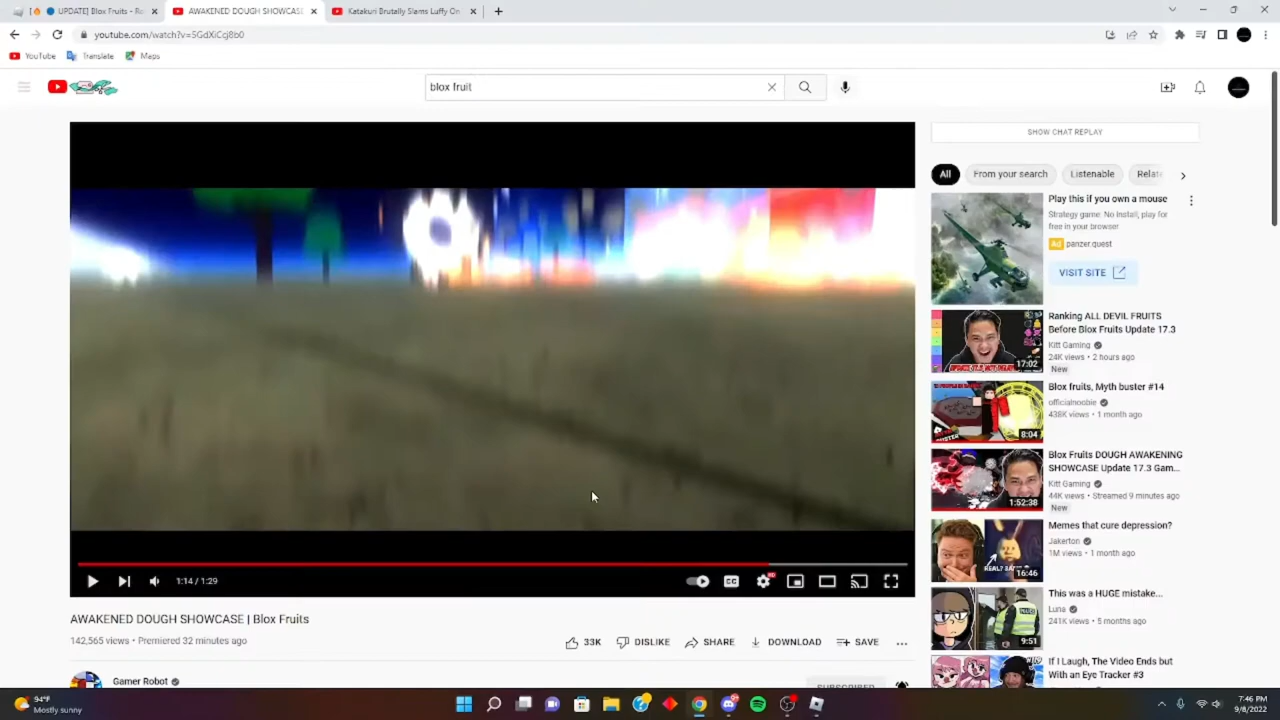 UPDATE] Blox Fruits - Ro
AWAKENED DOUGH SHOWCASE
Katakuri Brutally Slams Luffy On
youtube.com/watch?v=SGdXiCcj8b0
YouTube
Translate
Maps
blox fruit
SHOW CHAT REPLAY
All
From your search
Listenable
Relate
Play this if you own a mouse
Strategy game: No install, play for
free in your browser
Ad panzer.quest
VISIT SITE
Ranking ALL DEVIL FRUITS
Before Blox Fruits Update 17.3
Kitt Gaming
24K views • 2 hours ago
New
17:02
Blox fruits, Myth buster #14
officialnoobie
438K views • 1 month ago
8:04
Blox Fruits DOUGH AWAKENING
SHOWCASE Update 17.3 Gam...
Kitt Gaming
44K views • Streamed 9 minutes ago
New
1:52:38
Memes that cure depression?
Jakerton
1M views • 1 month ago
16:46
This was a HUGE mistake...
Luna
241K views • 5 months ago
9:51
If I Laugh, The Video Ends but
With an Eye Tracker #3
1:14 / 1:29
CC
AWAKENED DOUGH SHOWCASE | Blox Fruits
142,565 views • Premiered 32 minutes ago
33K
DISLIKE
SHARE
DOWNLOAD
SAVE
Gamer Robot
SUBSCRIBED
94°F
Mostly sunny
7:46 PM
9/8/2022